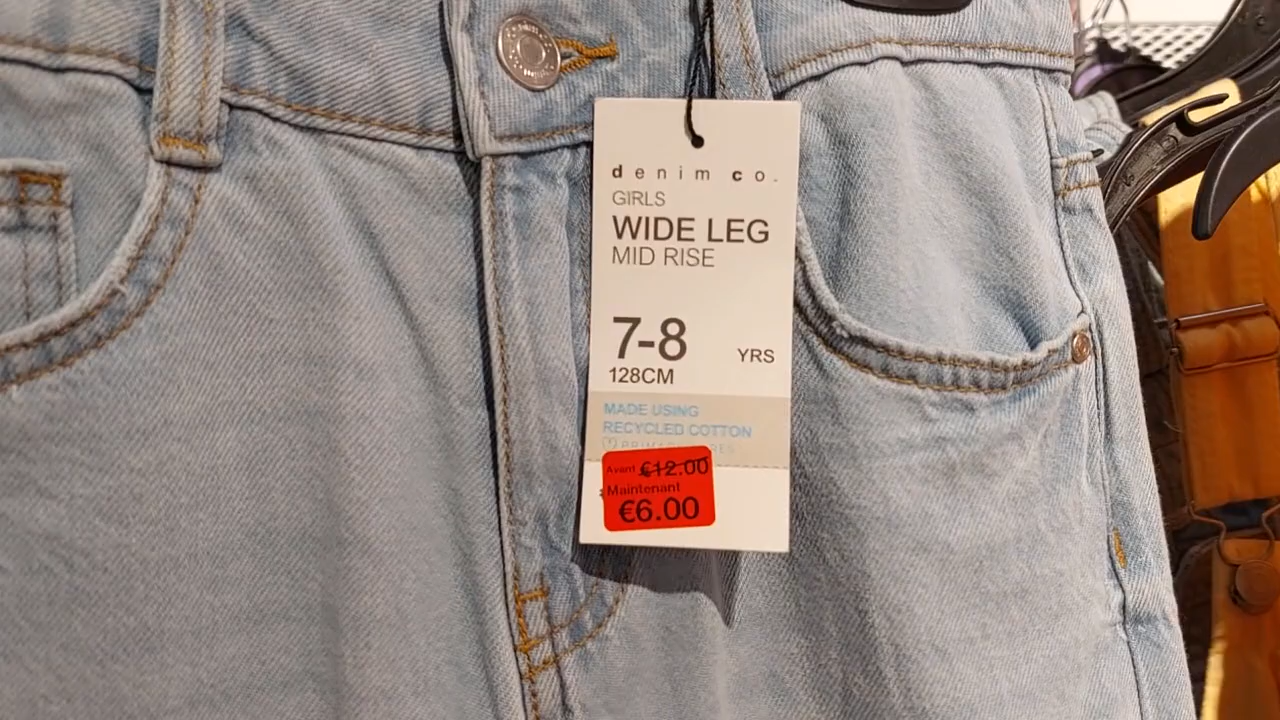 denim co.
GIRLS
WIDE LEG
MID RISE
7-8 YRS
128CM
MADE USING
RECYCLED COTTON
Avant €12.00
Maintenant
€6.00